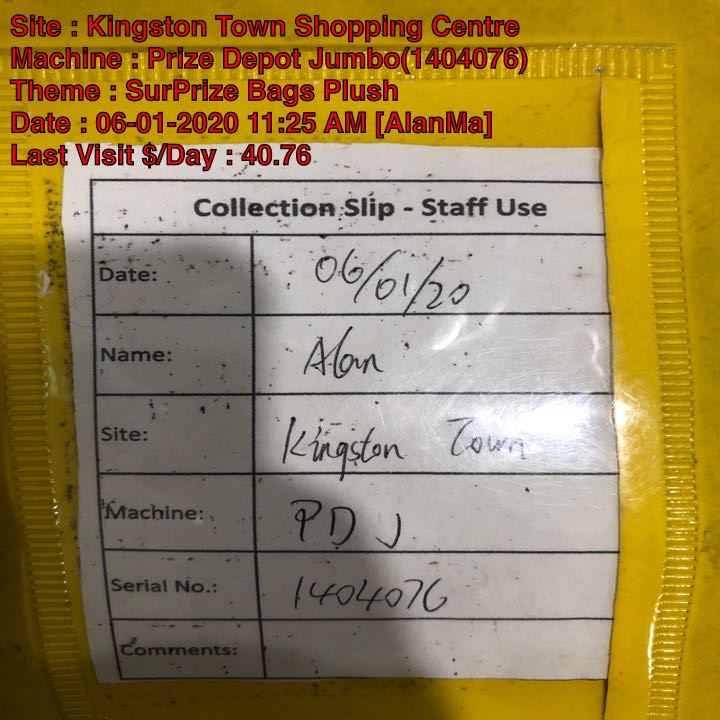 Site : Kingston Town Shopping Centre
Machine : Prize Depot Jumbo(1404076)
Theme : SurPrize Bags Plush
Date : 06-01-2020 11:25 AM [AlanMa]
Last Visit $/Day : 40.76
Collection Slip - Staff Use
Date: 06/01/20
Name: Alan
Site: Kingston Town
Machine: PDJ
Serial No.: 1404076
Comments: